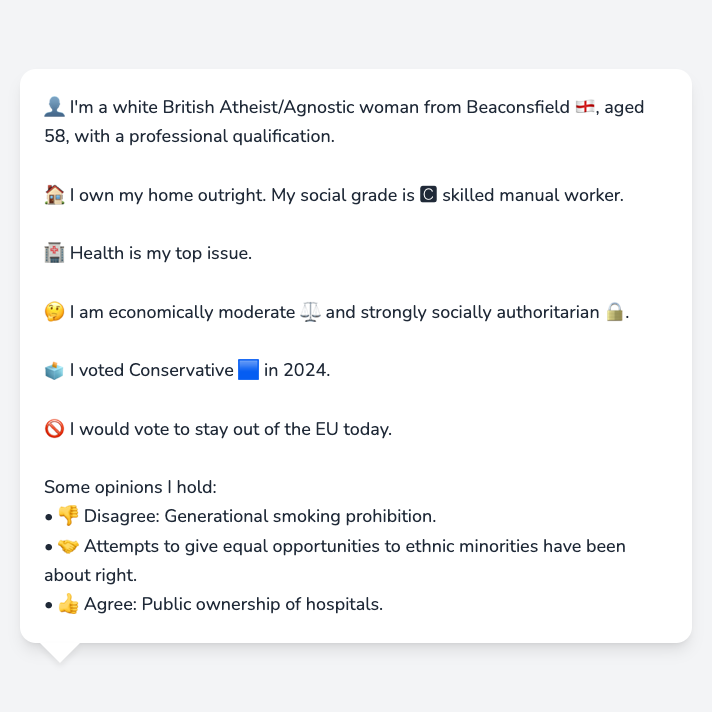 👤 I'm a white British Atheist/Agnostic woman from Beaconsfield 🏴󠁧󠁢󠁥󠁮󠁧󠁿, aged
58, with a professional qualification.
🏠 I own my home outright. My social grade is 🅲 skilled manual worker.
🏥 Health is my top issue.
🤔 I am economically moderate ⚖️ and strongly socially authoritarian 🔒.
🗳️ I voted Conservative 🟦 in 2024.
🚫 I would vote to stay out of the EU today.
Some opinions I hold:
• 👎 Disagree: Generational smoking prohibition.
• 🤝 Attempts to give equal opportunities to ethnic minorities have been
about right.
• 👍 Agree: Public ownership of hospitals.